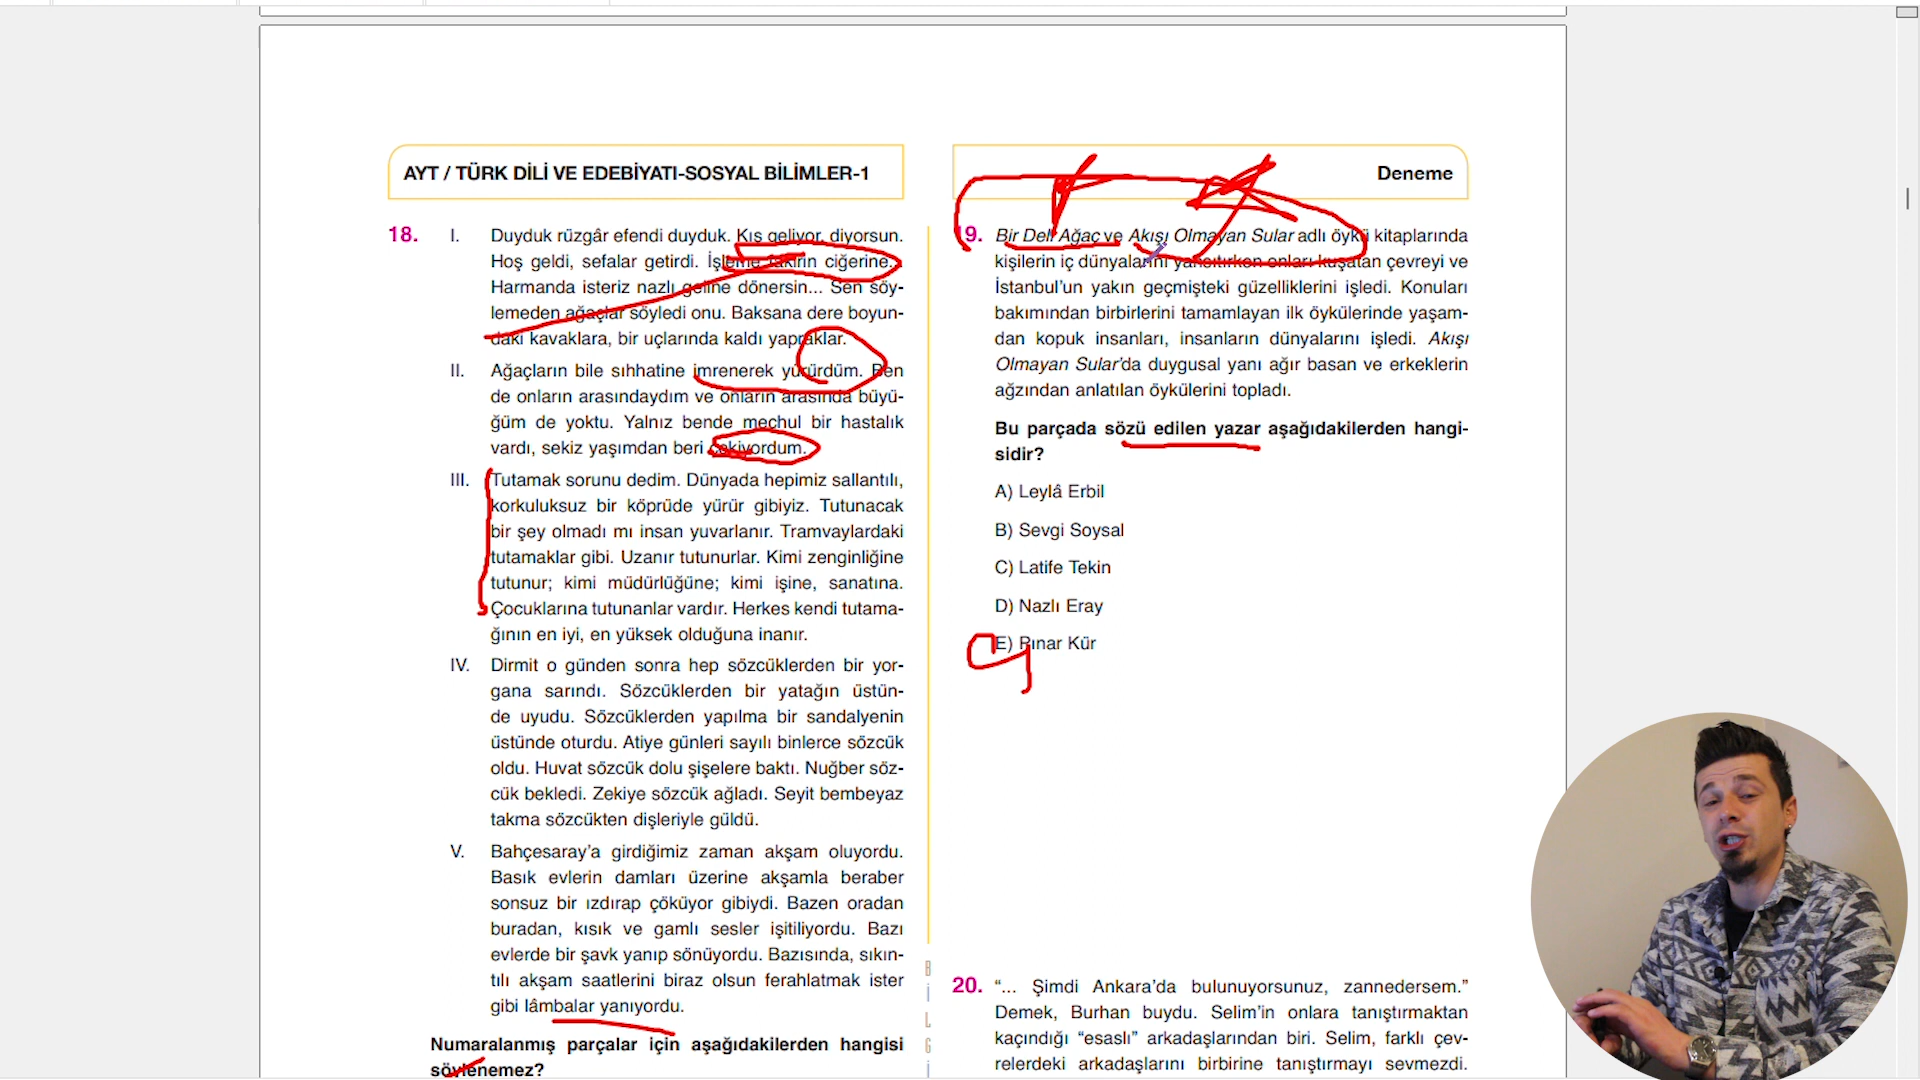 AYT / TÜRK DİLİ VE EDEBİYATI-SOSYAL BİLİMLER-1
Deneme
18. I. Duyduk rüzgâr efendi duyduk. Kış geliyor, diyorsun.
Hoş geldi, sefalar getirdi. İşleme fakirin ciğerine..
Harmanda isteriz nazlı geline dönersin... Sen söy-
lemeden ağaçlar söyledi onu. Baksana dere boyun-
daki kavaklara, bir uçlarında kaldı yapraklar.
II. Ağaçların bile sıhhatine imrenerek yürürdüm. Ben
de onların arasındaydım ve onların arasında büyü-
ğüm de yoktu. Yalnız bende meçhul bir hastalık
vardı, sekiz yaşımdan beri çekiyordum.
III. Tutamak sorunu dedim. Dünyada hepimiz sallantılı,
korkuluksuz bir köprüde yürür gibiyiz. Tutunacak
bir şey olmadı mı insan yuvarlanır. Tramvaylardaki
tutamaklar gibi. Uzanır tutunurlar. Kimi zenginliğine
tutunur; kimi müdürlüğüne; kimi işine, sanatına.
Çocuklarına tutunanlar vardır. Herkes kendi tutama-
ğının en iyi, en yüksek olduğuna inanır.
IV. Dirmit o günden sonra hep sözcüklerden bir yor-
gana sarındı. Sözcüklerden bir yatağın üstün-
de uyudu. Sözcüklerden yapılma bir sandalyenin
üstünde oturdu. Atiye günleri sayılı binlerce sözcük
oldu. Huvat sözcük dolu şişelere baktı. Nuğber söz-
cük bekledi. Zekiye sözcük ağladı. Seyit bembeyaz
takma sözcükten dişleriyle güldü.
V. Bahçesaray'a girdiğimiz zaman akşam oluyordu.
Basık evlerin damları üzerine akşamla beraber
sonsuz bir ızdırap çöküyor gibiydi. Bazen oradan
buradan, kısık ve gamlı sesler işitiliyordu. Bazı
evlerde bir şavk yanıp sönüyordu. Bazısında, sıkın-
tılı akşam saatlerini biraz olsun ferahlatmak ister
gibi lâmbalar yanıyordu.
Numaralanmış parçalar için aşağıdakilerden hangisi
söylenemez?
19. Bir Deli Ağaç ve Akışı Olmayan Sular adlı öykü kitaplarında
kişilerin iç dünyalarını yansıtırken onları kuşatan çevreyi ve
İstanbul'un yakın geçmişteki güzelliklerini işledi. Konuları
bakımından birbirlerini tamamlayan ilk öykülerinde yaşam-
dan kopuk insanları, insanların dünyalarını işledi. Akışı
Olmayan Sular'da duygusal yanı ağır basan ve erkeklerin
ağzından anlatılan öykülerini topladı.
Bu parçada sözü edilen yazar aşağıdakilerden hangi-
sidir?
A) Leylâ Erbil
B) Sevgi Soysal
C) Latife Tekin
D) Nazlı Eray
E) Pınar Kür
20. “... Şimdi Ankara'da bulunuyorsunuz, zannedersem.”
Demek, Burhan buydu. Selim'in onlara tanıştırmaktan
kaçındığı “esaslı” arkadaşlarından biri. Selim, farklı çev-
relerdeki arkadaşlarını birbirine tanıştırmayı sevmezdi.
B
İ
L
G
İ